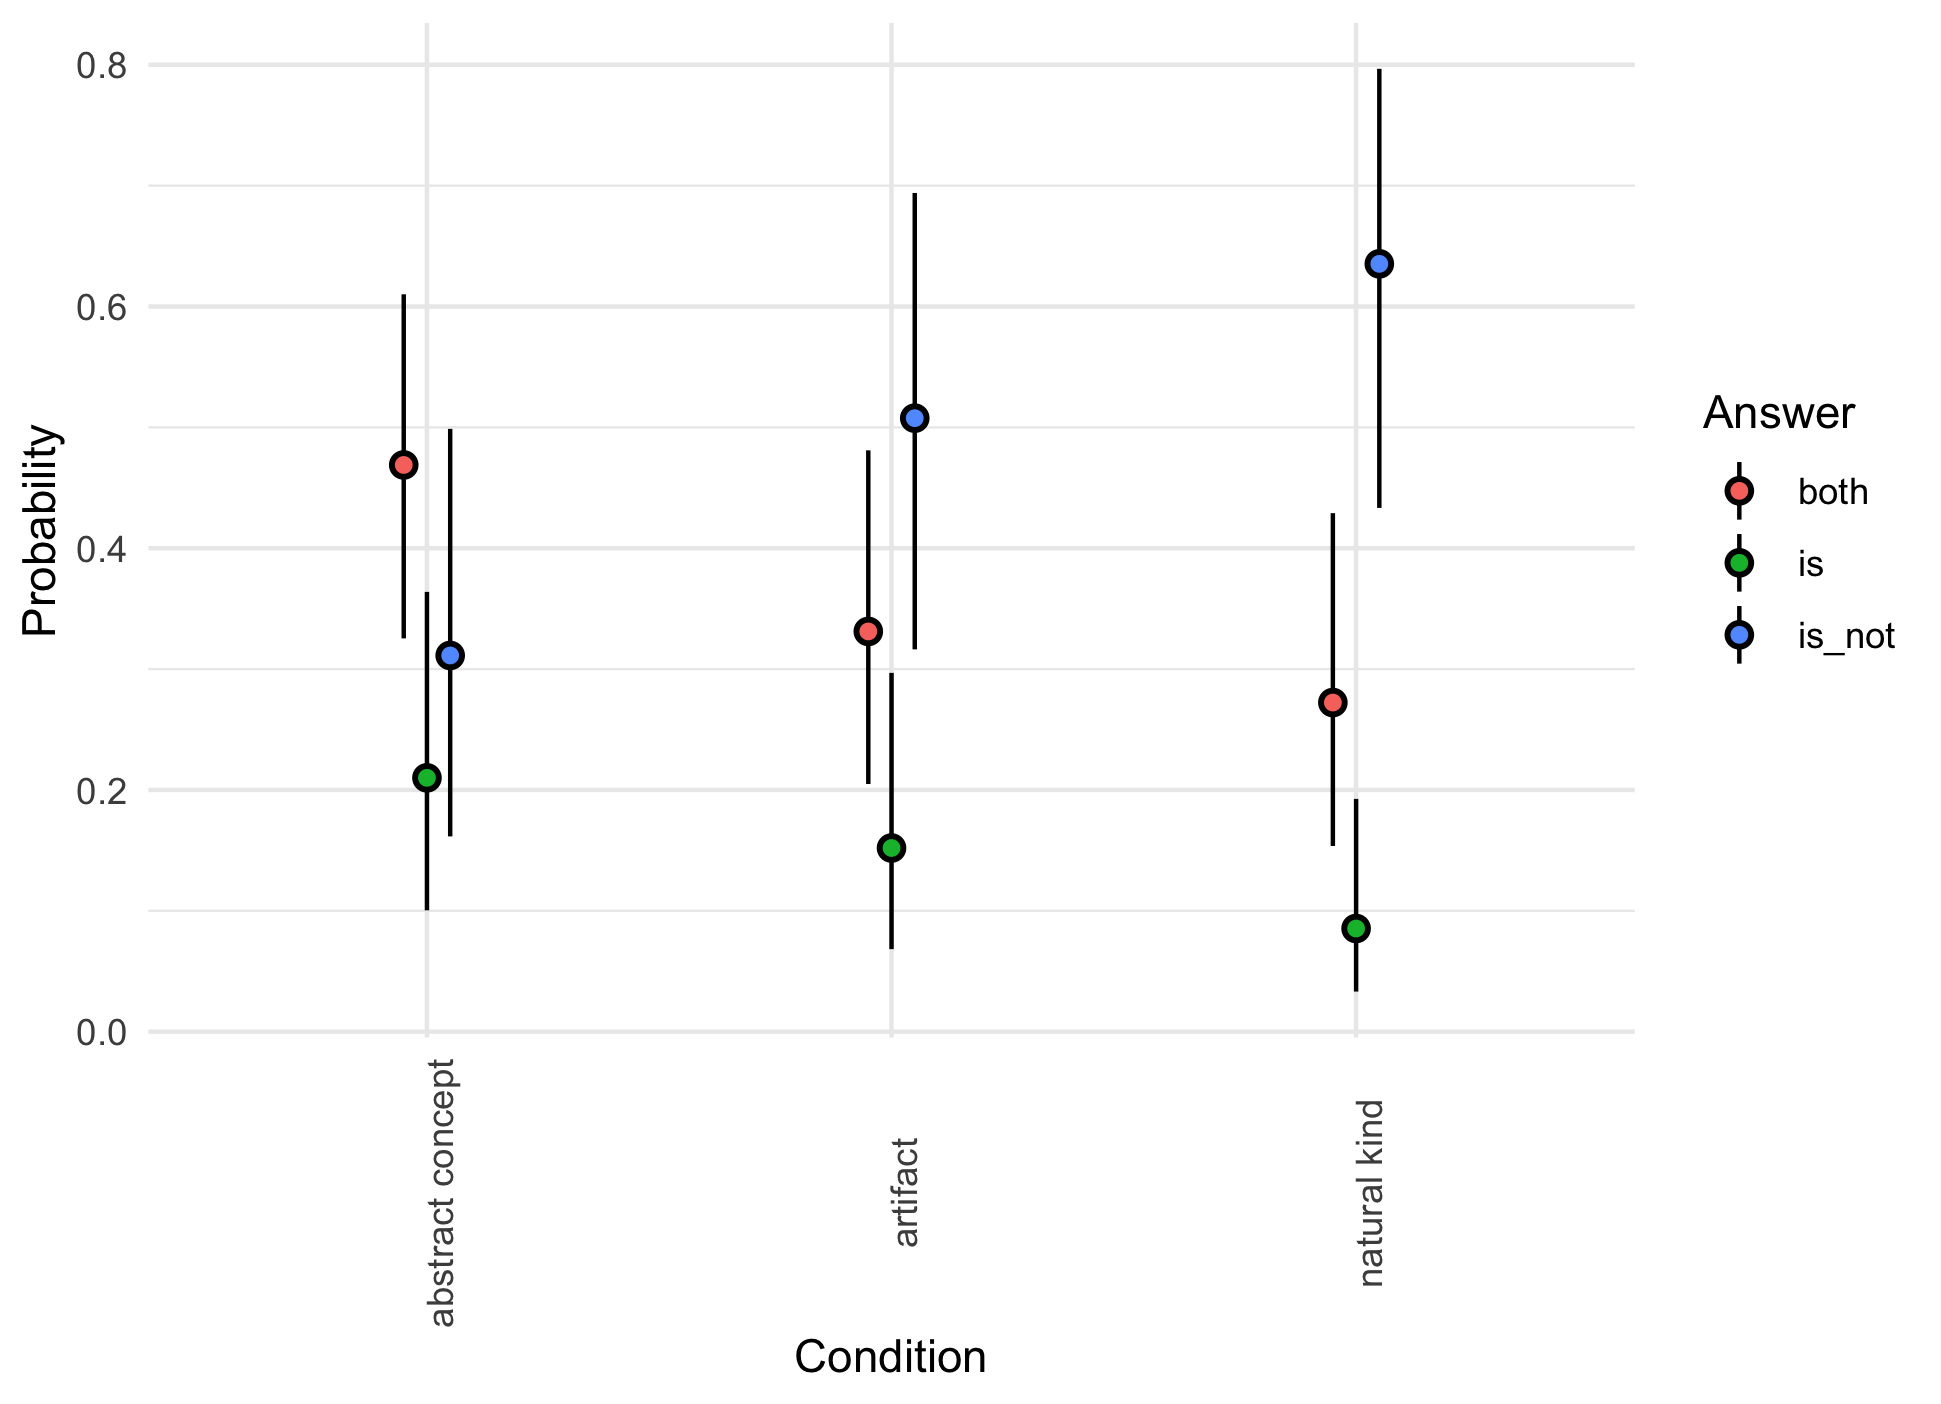 0.8
0.6
0.4
0.2
0.0
Probability
abstract concept
artifact
natural kind
Condition
Answer
both
is
is_not